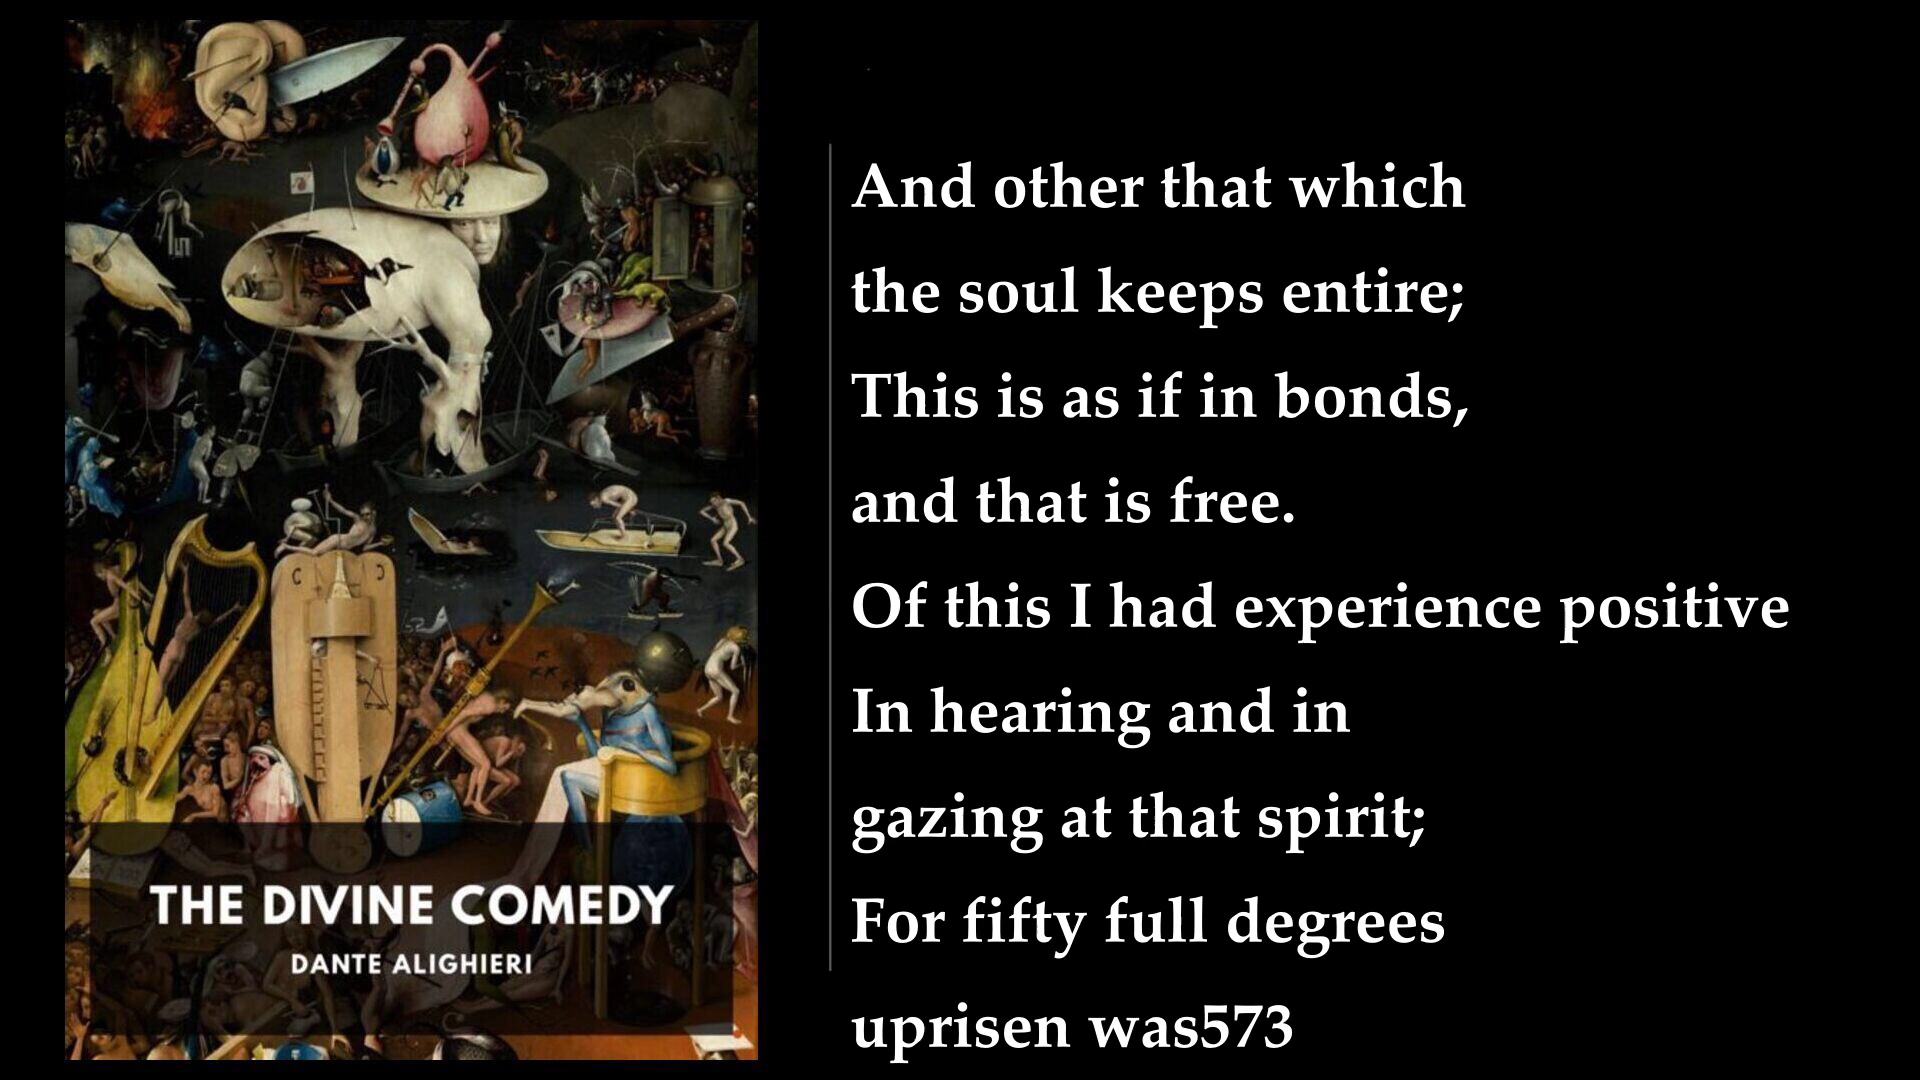 THE DIVINE COMEDY
DANTE ALIGHIERI
And other that which
the soul keeps entire;
This is as if in bonds,
and that is free.
Of this I had experience positive
In hearing and in
gazing at that spirit;
For fifty full degrees
uprisen was573